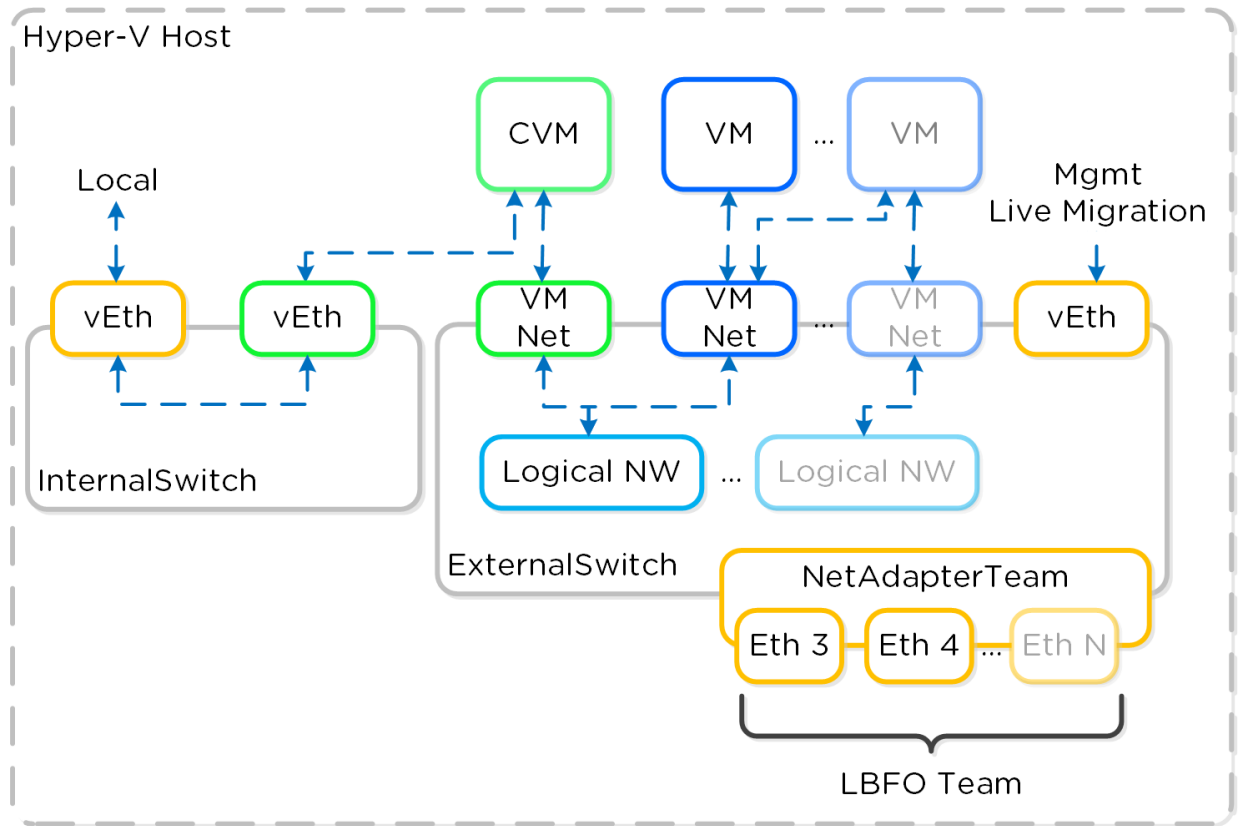 Hyper-V Host
CVM
VM
...
VM
Local
Mgmt
Live Migration
vEth
vEth
VM
Net
VM
Net
...
VM
Net
vEth
InternalSwitch
Logical NW
...
Logical NW
ExternalSwitch
NetAdapterTeam
Eth 3
Eth 4
...
Eth N
LBFO Team